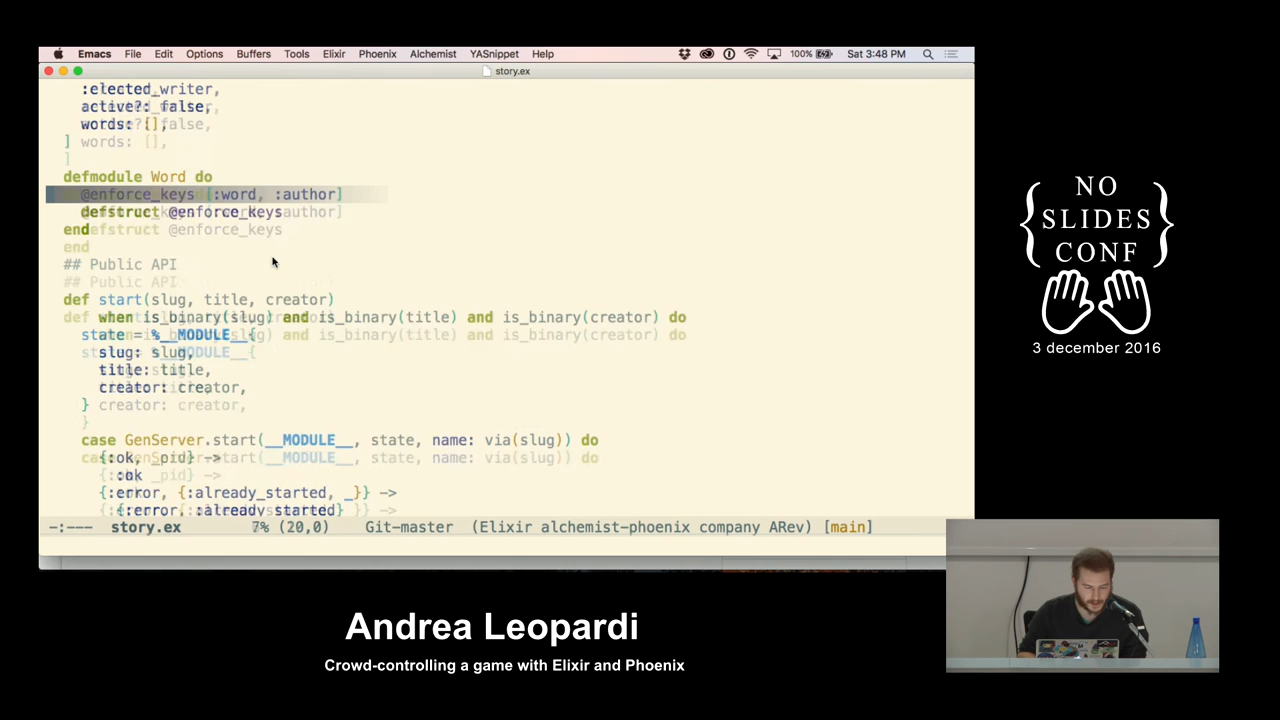 Emacs File Edit Options Buffers Tools Elixir Phoenix Alchemist YASnippet Help 100% Sat 3:48 PM
story.ex
:elected_writer,
active?: false,
words: [],
]
defmodule Word do
@enforce_keys [:word, :author]
defstruct @enforce_keys
end
## Public API
def start(slug, title, creator)
when is_binary(slug) and is_binary(title) and is_binary(creator) do
state = %__MODULE__{
slug: slug,
title: title,
creator: creator,
}
case GenServer.start(__MODULE__, state, name: via(slug)) do
{:ok, _pid} ->
:ok
{:error, {:already_started, _}} ->
{:error, :already_started}
-:--- story.ex 7% (20,0) Git-master (Elixir alchemist-phoenix company ARev) [main]
NO
SLIDES
CONF
3 december 2016
Andrea Leopardi
Crowd-controlling a game with Elixir and Phoenix